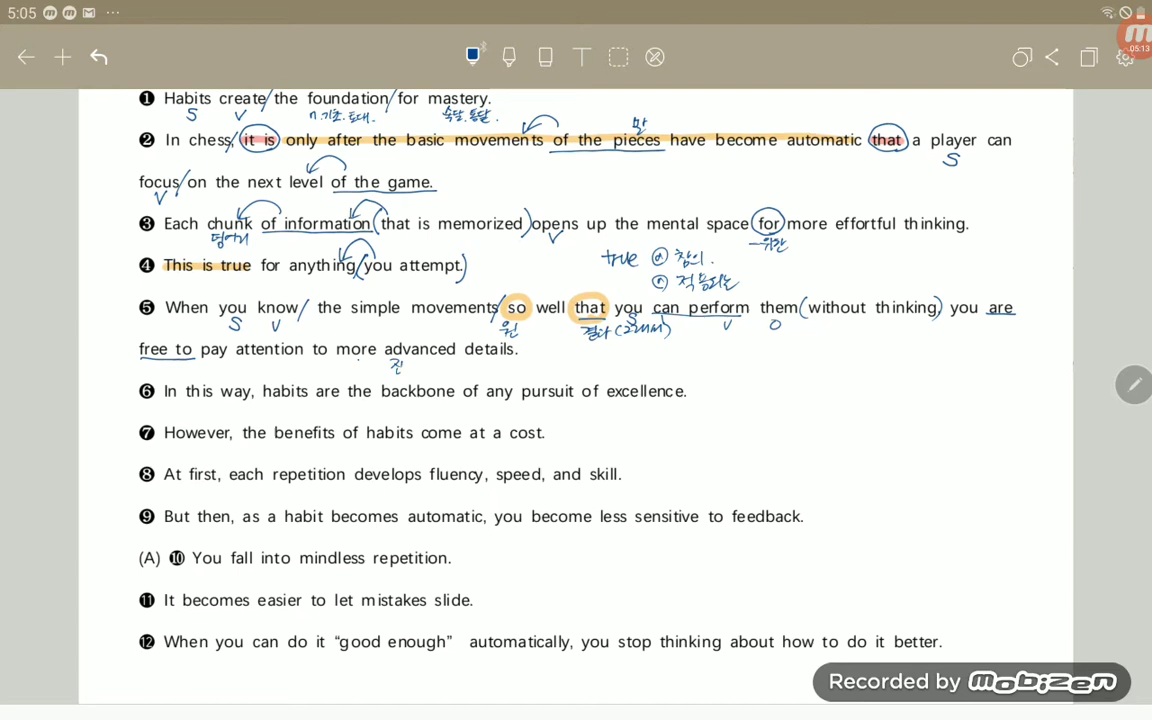 5:05 m m ...
m
05:13
❶ Habits create/ the foundation/ for mastery.
S V n.기초.토대. 숙달.통달.
말
❷ In chess/ it is only after the basic movements of the pieces have become automatic that a player can
S
focus/ on the next level of the game.
V
❸ Each chunk of information (that is memorized) opens up the mental space for more effortful thinking.
덩어리 V ~위한
true ⓐ 참의.
❹ This is true for anything (you attempt.)
적용되는
❺ When you know/ the simple movements/ so well that you can perform them (without thinking) you are
S V 원 결과(그래서) S V O
free to pay attention to more advanced details.
진
❻ In this way, habits are the backbone of any pursuit of excellence.
❼ However, the benefits of habits come at a cost.
❽ At first, each repetition develops fluency, speed, and skill.
❾ But then, as a habit becomes automatic, you become less sensitive to feedback.
(A) ❿ You fall into mindless repetition.
⓫ It becomes easier to let mistakes slide.
⓬ When you can do it “good enough” automatically, you stop thinking about how to do it better.
Recorded by mobizen